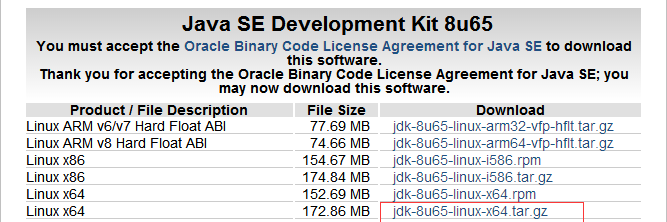 Java SE Development Kit 8u65
You must accept the Oracle Binary Code License Agreement for Java SE to download
this software.
Thank you for accepting the Oracle Binary Code License Agreement for Java SE; you
may now download this software.
Product / File Description File Size Download
Linux ARM v6/v7 Hard Float ABI 77.69 MB jdk-8u65-linux-arm32-vfp-hflt.tar.gz
Linux ARM v8 Hard Float ABI 74.66 MB jdk-8u65-linux-arm64-vfp-hflt.tar.gz
Linux x86 154.67 MB jdk-8u65-linux-i586.rpm
Linux x86 174.84 MB jdk-8u65-linux-i586.tar.gz
Linux x64 152.69 MB jdk-8u65-linux-x64.rpm
Linux x64 172.86 MB jdk-8u65-linux-x64.tar.gz